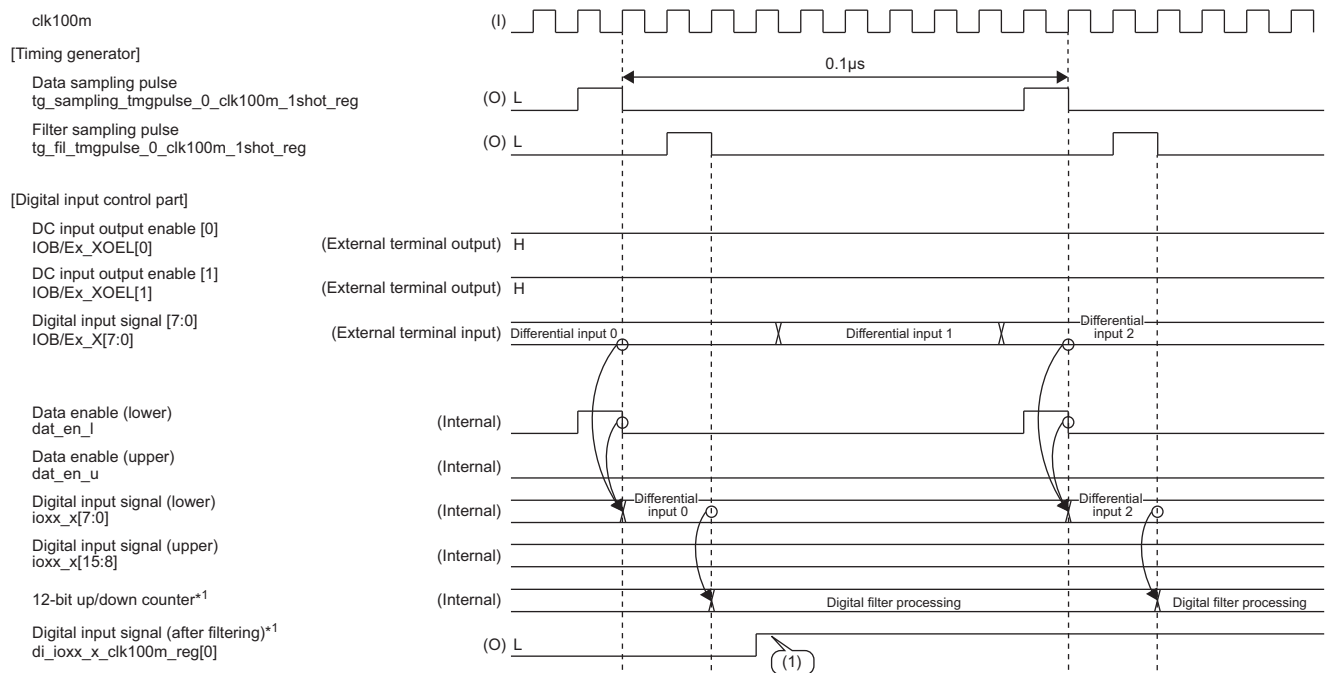 clk100m (I)
[Timing generator]
0.1µs
Data sampling pulse
tg_sampling_tmgpulse_0_clk100m_1shot_reg (O) L
Filter sampling pulse
tg_fil_tmgpulse_0_clk100m_1shot_reg (O) L
[Digital input control part]
DC input output enable [0]
IOB/Ex_XOEL[0] (External terminal output) H
DC input output enable [1]
IOB/Ex_XOEL[1] (External terminal output) H
Digital input signal [7:0]
IOB/Ex_X[7:0] (External terminal input) Differential input 0 Differential input 1 Differential
input 2
Data enable (lower)
dat_en_l (Internal)
Data enable (upper)
dat_en_u (Internal)
Digital input signal (lower)
ioxx_x[7:0] (Internal) Differential
input 0 Differential
input 2
Digital input signal (upper)
ioxx_x[15:8] (Internal)
12-bit up/down counter*1 (Internal) Digital filter processing Digital filter processing
Digital input signal (after filtering)*1
di_ioxx_x_clk100m_reg[0] (O) L
(1)